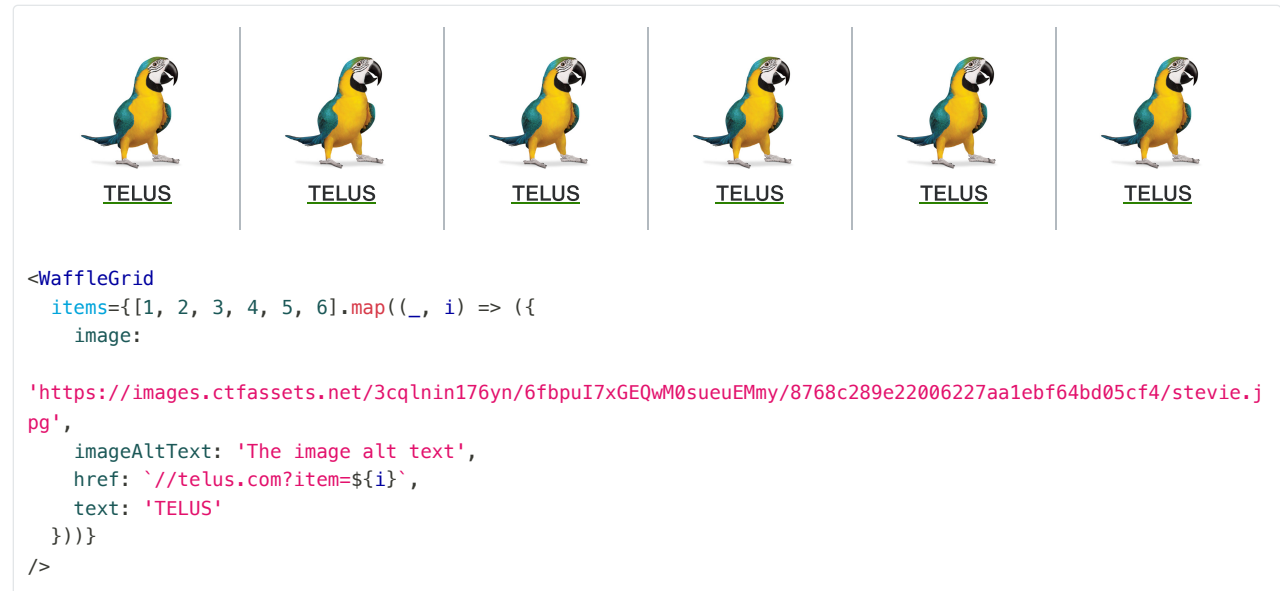 TELUS TELUS TELUS TELUS TELUS TELUS
<WaffleGrid
  items={[1, 2, 3, 4, 5, 6].map((_, i) => ({
    image:
'https://images.ctfassets.net/3cqlnin176yn/6fbpuI7xGEQwM0sueuEMmy/8768c289e22006227aa1ebf64bd05cf4/stevie.j
pg',
    imageAltText: 'The image alt text',
    href: `//telus.com?item=${i}`,
    text: 'TELUS'
  }))}
/>